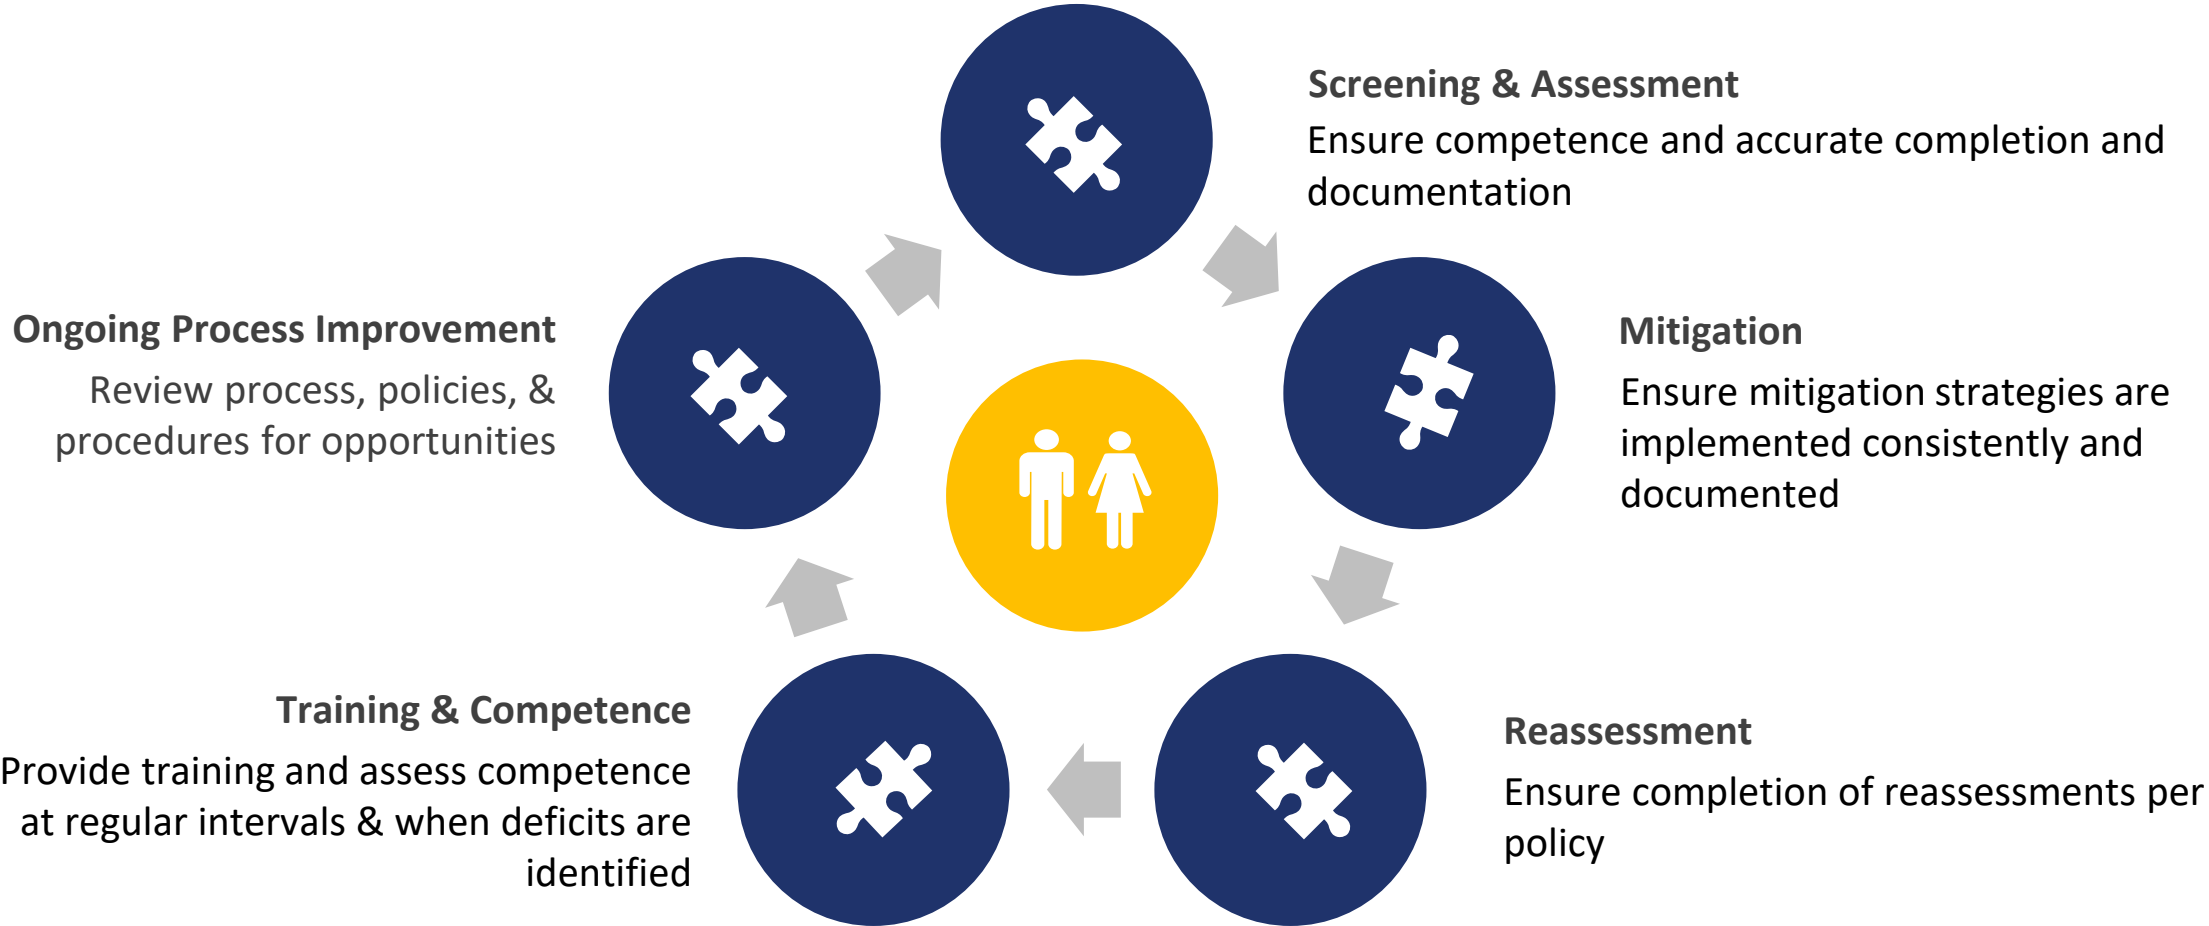 Screening & Assessment
Ensure competence and accurate completion and
documentation
Mitigation
Ensure mitigation strategies are
implemented consistently and
documented
Reassessment
Ensure completion of reassessments per
policy
Training & Competence
Provide training and assess competence
at regular intervals & when deficits are
identified
Ongoing Process Improvement
Review process, policies, &
procedures for opportunities